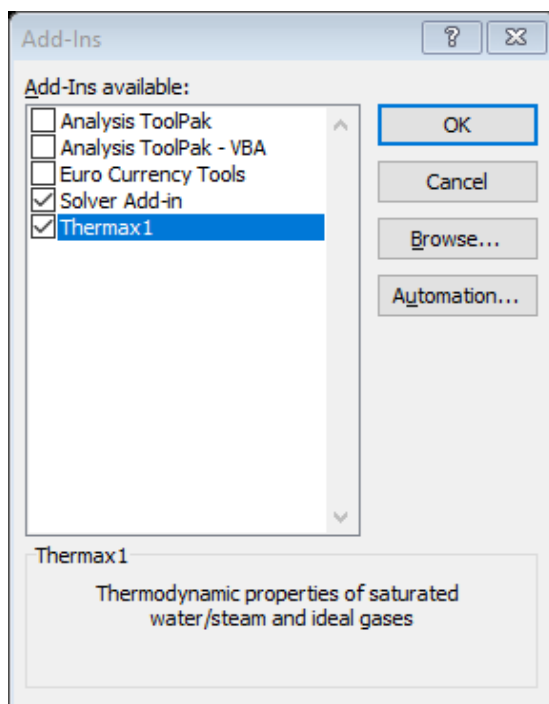 Add-Ins
Add-Ins available:
Analysis ToolPak
Analysis ToolPak - VBA
Euro Currency Tools
Solver Add-in
Thermax1
OK
Cancel
Browse...
Automation...
Thermax1
Thermodynamic properties of saturated
water/steam and ideal gases